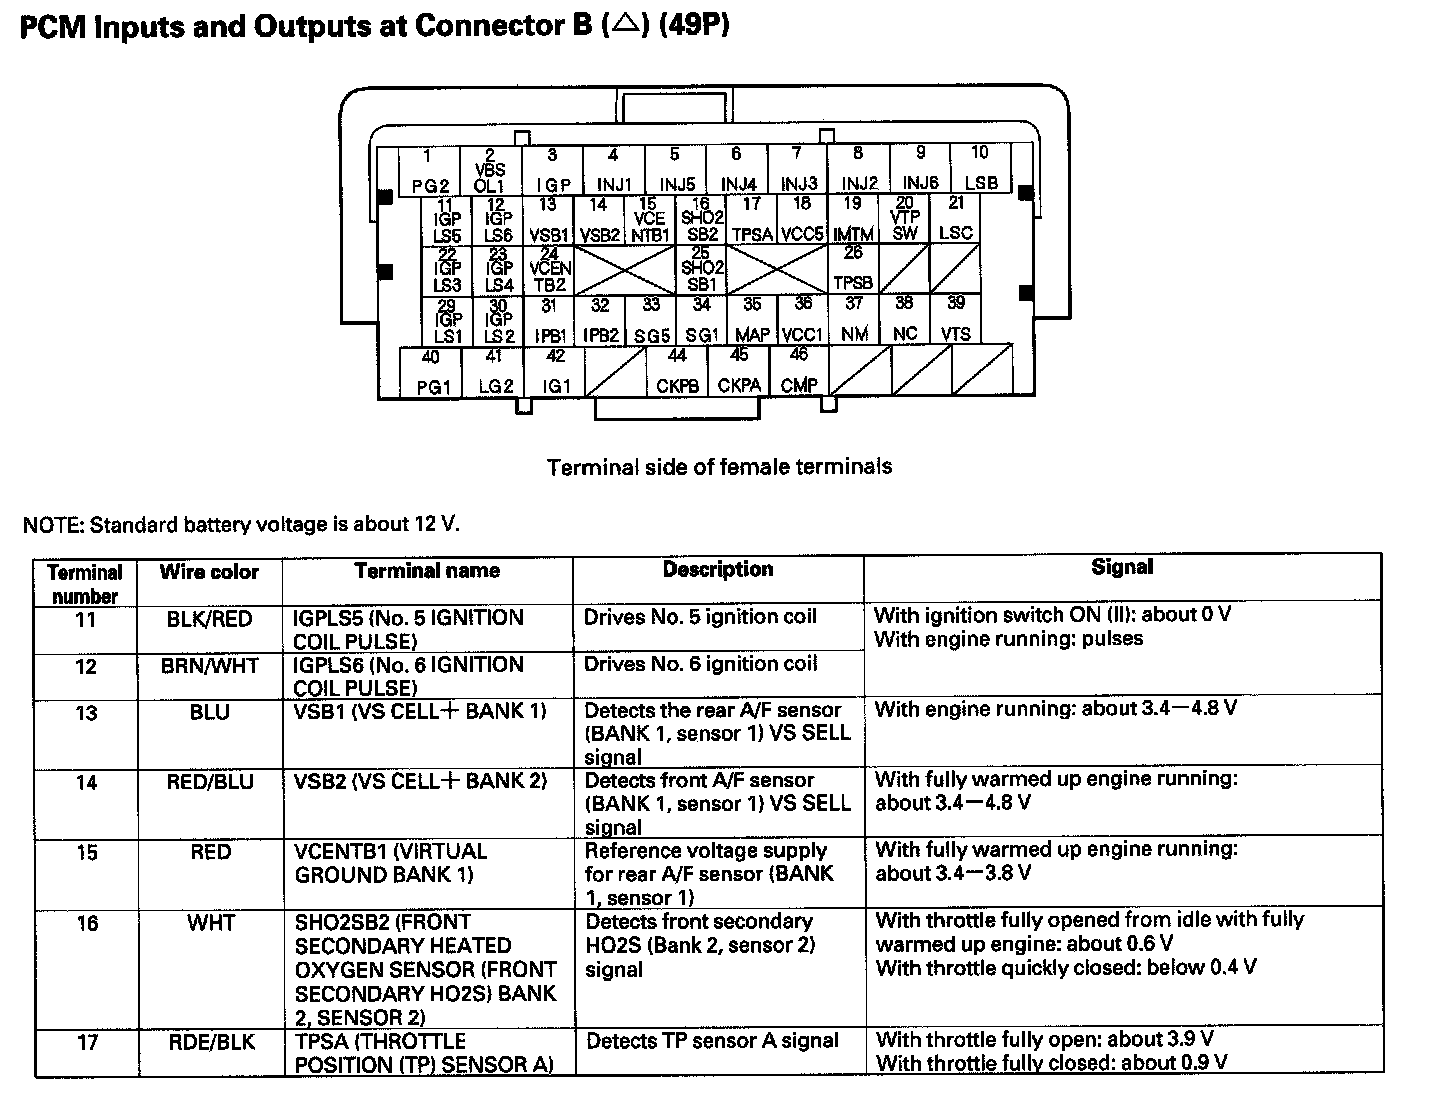 PCM Inputs and Outputs at Connector B (△) (49P)
1 2 3 4 5 6 7 8 9 10
VBS
PG2 OL1 IGP INJ1 INJ5 INJ4 INJ3 INJ2 INJ6 LSB
11 12 13 14 15 16 17 18 19 20 21
IGP IGP VCE SHO2 VTP
LS5 LS6 VSB1 VSB2 NTB1 SB2 TPSA VCC5 IMTM SW LSC
22 23 24 25 26
IGP IGP VCEN SHO2
LS3 LS4 TB2 SB1 TPSB
29 30 31 32 33 34 35 36 37 38 39
IGP IGP
LS1 LS2 IPB1 IPB2 SG5 SG1 MAP VCC1 NM NC VTS
40 41 42 44 45 46
PG1 LG2 IG1 CKPB CKPA CMP
Terminal side of female terminals
NOTE: Standard battery voltage is about 12 V.
Terminal number Wire color Terminal name Description Signal
11 BLK/RED IGPLS5 (No. 5 IGNITION COIL PULSE) Drives No. 5 ignition coil With ignition switch ON (II): about 0 V
With engine running: pulses
12 BRN/WHT IGPLS6 (No. 6 IGNITION COIL PULSE) Drives No. 6 ignition coil
13 BLU VSB1 (VS CELL+ BANK 1) Detects the rear A/F sensor (BANK 1, sensor 1) VS SELL signal With engine running: about 3.4—4.8 V
14 RED/BLU VSB2 (VS CELL+ BANK 2) Detects front A/F sensor (BANK 1, sensor 1) VS SELL signal With fully warmed up engine running: about 3.4—4.8 V
15 RED VCENTB1 (VIRTUAL GROUND BANK 1) Reference voltage supply for rear A/F sensor (BANK 1, sensor 1) With fully warmed up engine running: about 3.4—3.8 V
16 WHT SHO2SB2 (FRONT SECONDARY HEATED OXYGEN SENSOR (FRONT SECONDARY HO2S) BANK 2, SENSOR 2) Detects front secondary HO2S (Bank 2, sensor 2) signal With throttle fully opened from idle with fully warmed up engine: about 0.6 V
With throttle quickly closed: below 0.4 V
17 RDE/BLK TPSA (THROTTLE POSITION (TP) SENSOR A) Detects TP sensor A signal With throttle fully open: about 3.9 V
With throttle fully closed: about 0.9 V